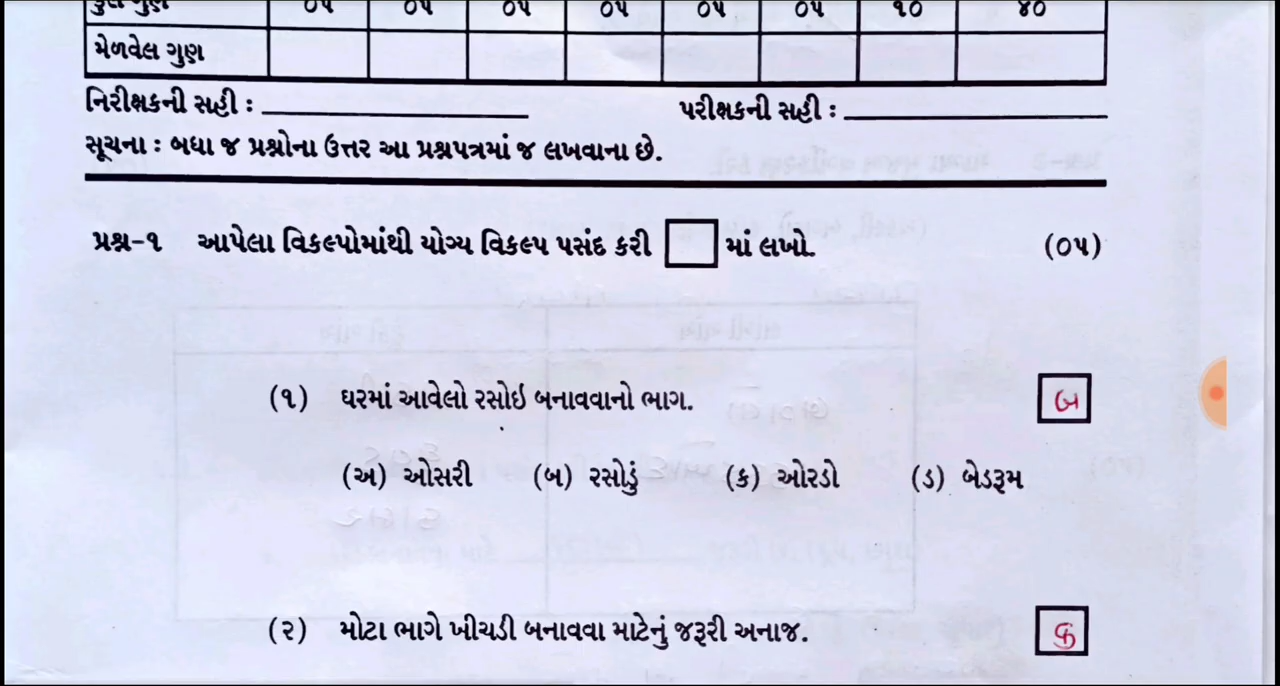 કુલ ગુણ ૦૫ ૦૫ ૦૫ ૦૫ ૦૫ ૦૫ ૧૦ ૪૦
મેળવેલ ગુણ
નિરીક્ષકની સહી : પરીક્ષકની સહી :
સૂચના : બધા જ પ્રશ્નોના ઉત્તર આ પ્રશ્નપત્રમાં જ લખવાના છે.
પ્રશ્ન-૧ આપેલા વિકલ્પોમાંથી યોગ્ય વિકલ્પ પસંદ કરી માં લખો. (૦૫)
(૧) ઘરમાં આવેલો રસોઇ બનાવવાનો ભાગ. બ
(અ) ઓસરી (બ) રસોડું (ક) ઓરડો (ડ) બેડરૂમ
(૨) મોટા ભાગે ખીચડી બનાવવા માટેનું જરૂરી અનાજ. ક